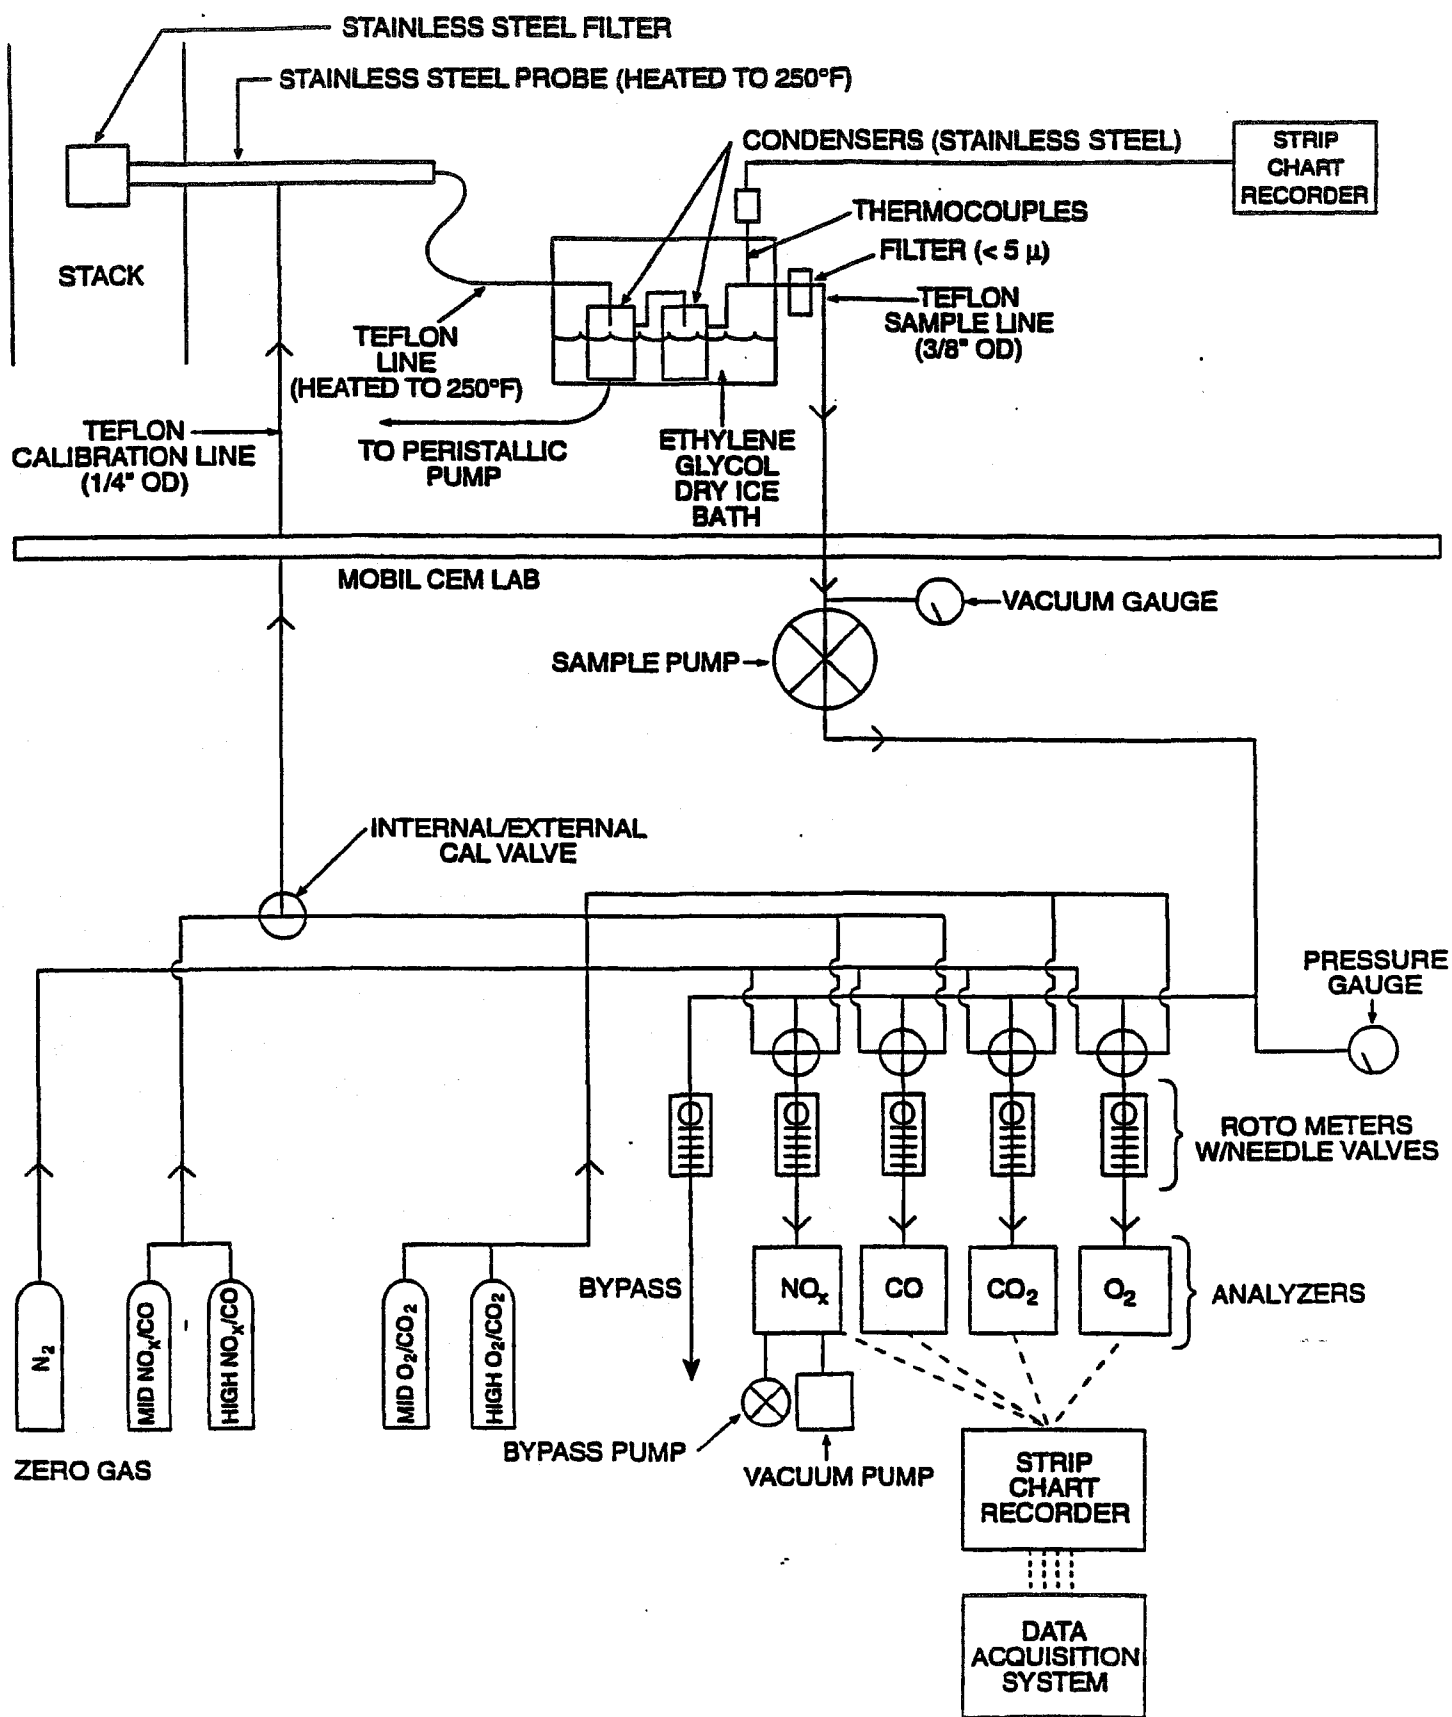 STAINLESS STEEL FILTER
STAINLESS STEEL PROBE (HEATED TO 250°F)
CONDENSERS (STAINLESS STEEL)
STRIP
CHART
RECORDER
THERMOCOUPLES
FILTER (< 5 μ)
STACK
TEFLON
SAMPLE LINE
(3/8" OD)
TEFLON
LINE
(HEATED TO 250°F)
TEFLON
CALIBRATION LINE
(1/4" OD)
TO PERISTALLIC
PUMP
ETHYLENE
GLYCOL
DRY ICE
BATH
MOBIL CEM LAB
VACUUM GAUGE
SAMPLE PUMP
INTERNAL/EXTERNAL
CAL VALVE
PRESSURE
GAUGE
ROTO METERS
W/NEEDLE VALVES
BYPASS
NOx
CO
CO2
O2
ANALYZERS
N2
MID NOx/CO
HIGH NOx/CO
MID O2/CO2
HIGH O2/CO2
ZERO GAS
BYPASS PUMP
VACUUM PUMP
STRIP
CHART
RECORDER
DATA
ACQUISITION
SYSTEM